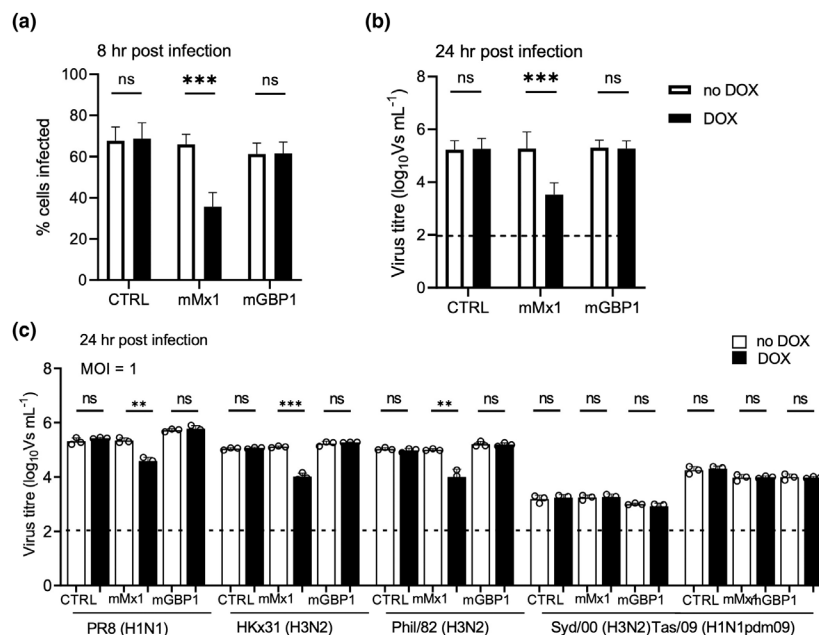 (a)
8 hr post infection
ns *** ns
100
80
60
40
20
0
% cells infected
CTRL mMx1 mGBP1
(b)
24 hr post infection
ns *** ns
8
6
4
2
0
Virus titre (log10Vs mL-1)
CTRL mMx1 mGBP1
no DOX
DOX
(c)
24 hr post infection
MOI = 1
no DOX
DOX
ns ** ns ns *** ns ns ** ns ns ns ns ns ns ns
8
6
4
2
0
Virus titre (log10Vs mL-1)
CTRL mMx1 mGBP1 CTRL mMx1 mGBP1 CTRL mMx1 mGBP1 CTRL mMx1 mGBP1 CTRL mMx1 mGBP1
PR8 (H1N1) HKx31 (H3N2) Phil/82 (H3N2) Syd/00 (H3N2) Tas/09 (H1N1pdm09)